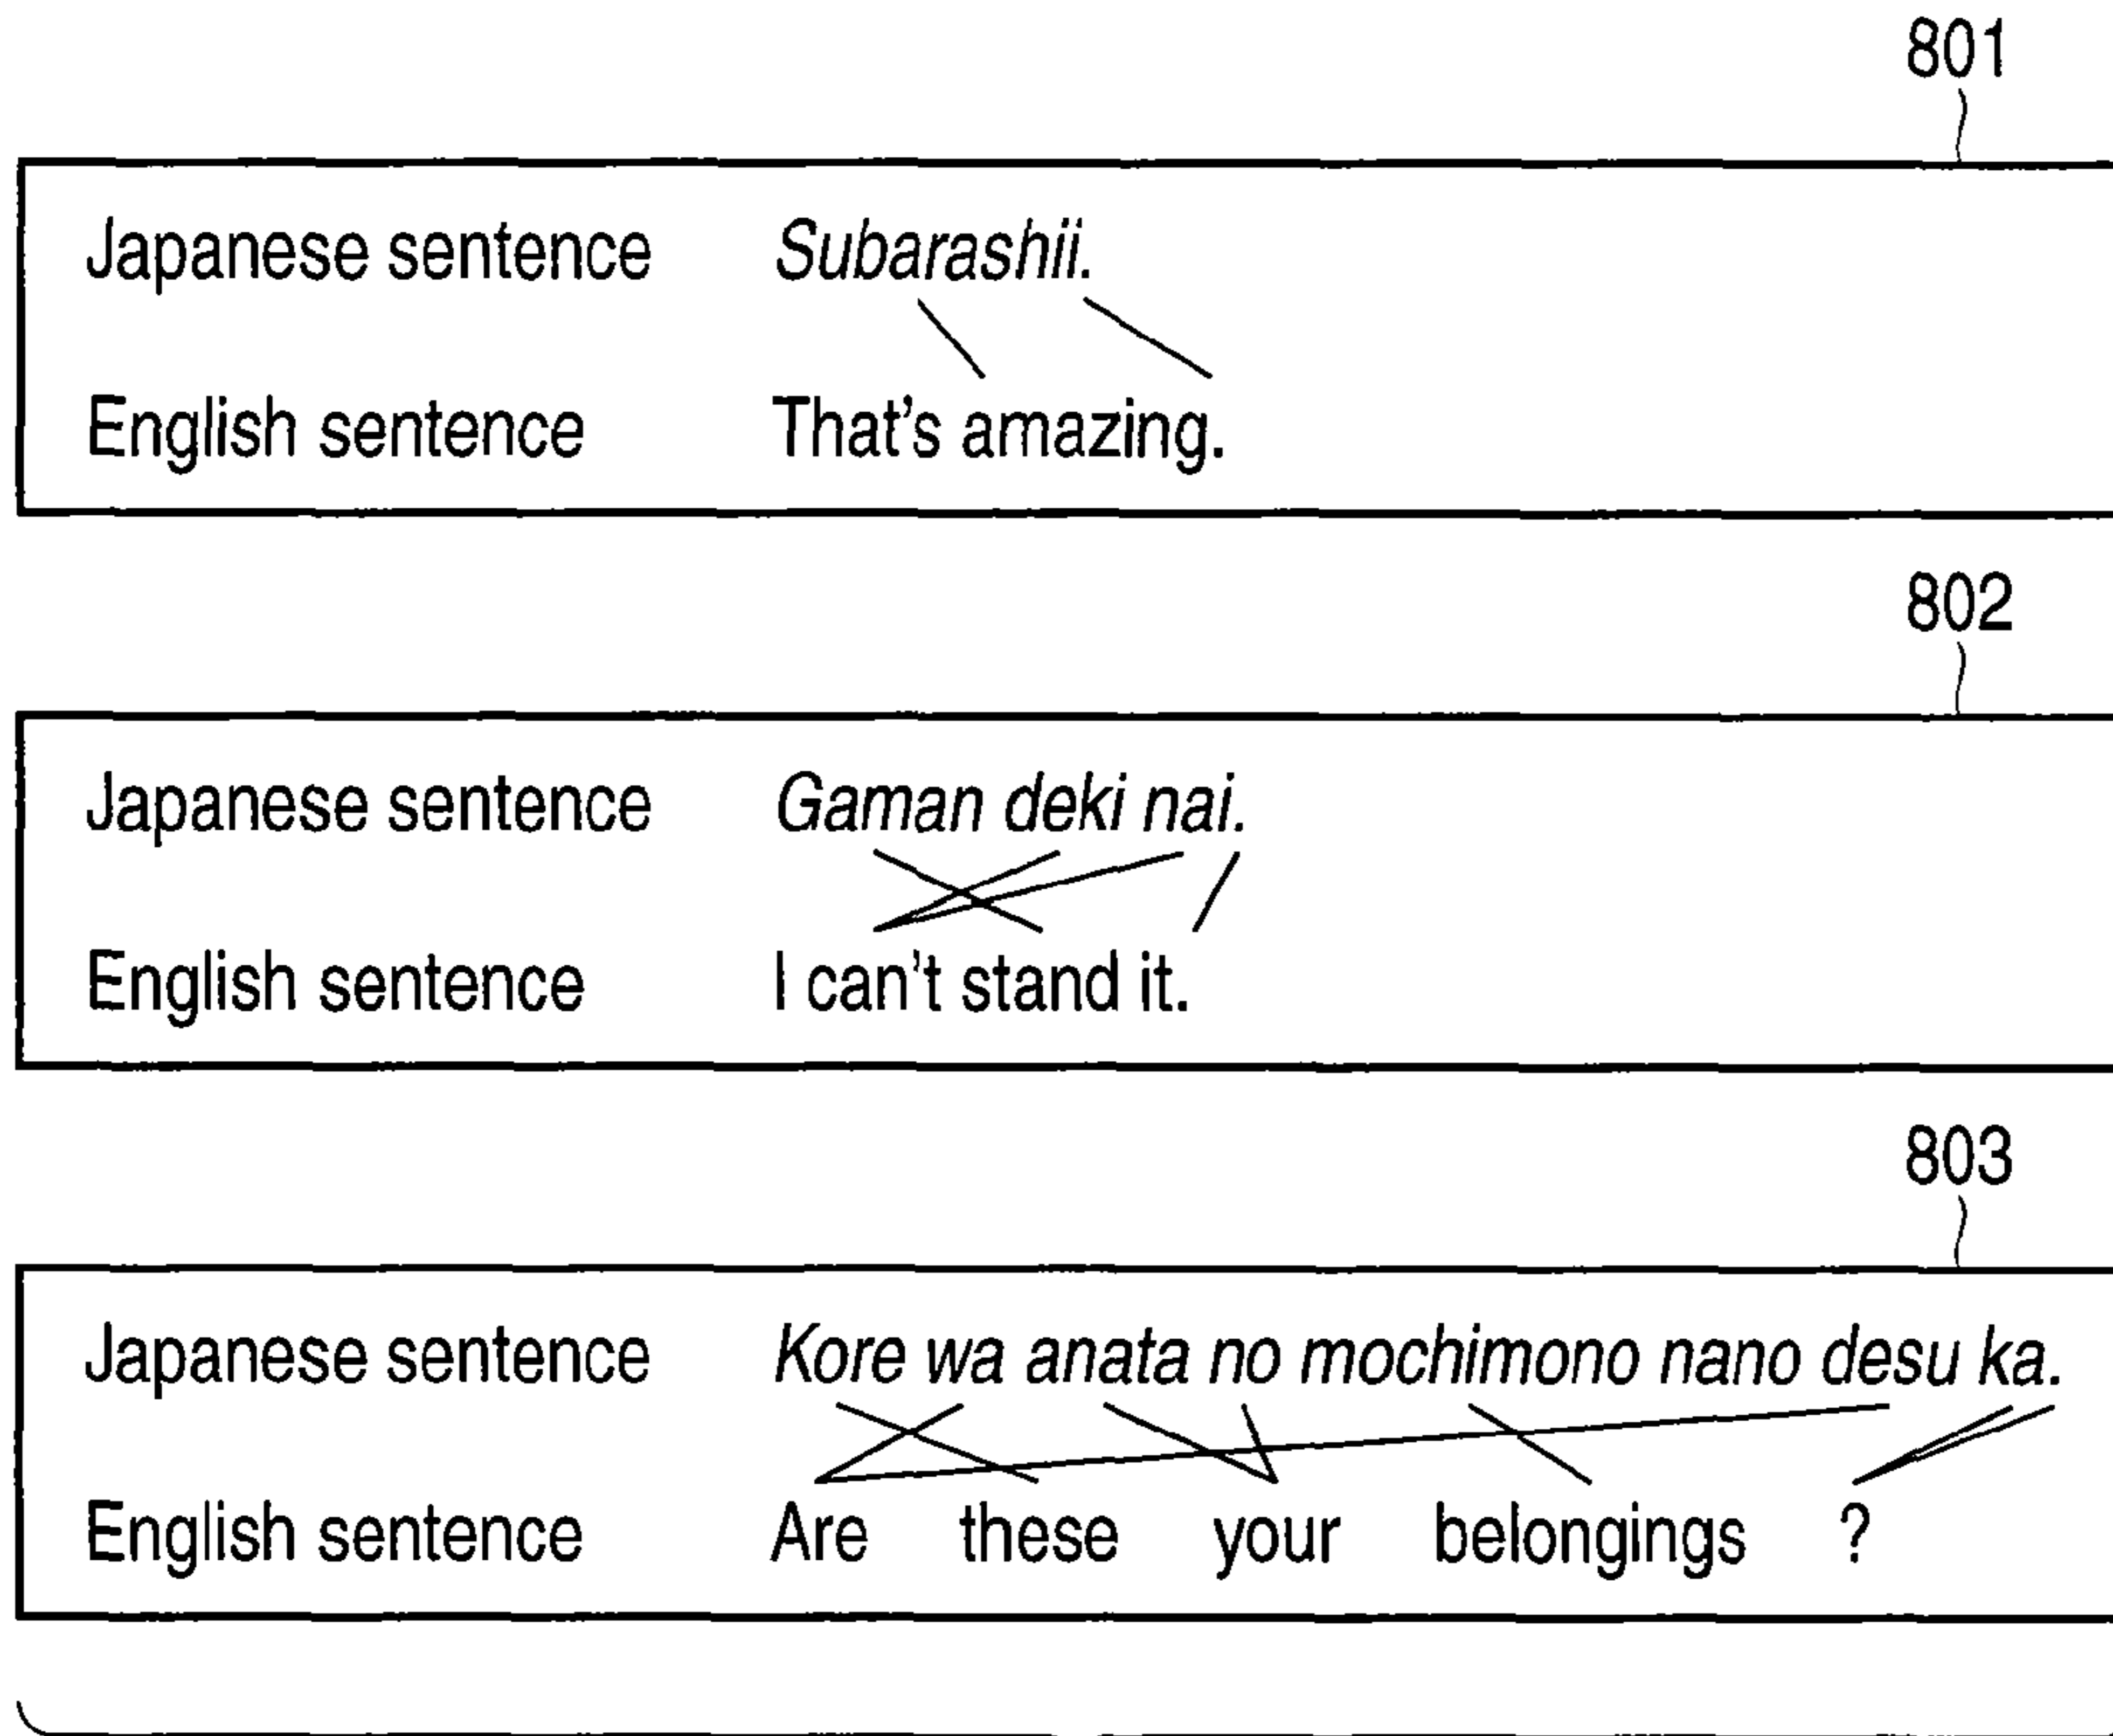 801
Japanese sentence Subarashii.
English sentence That's amazing.
802
Japanese sentence Gaman deki nai.
English sentence I can't stand it.
803
Japanese sentence Kore wa anata no mochimono nano desu ka.
English sentence Are these your belongings ?